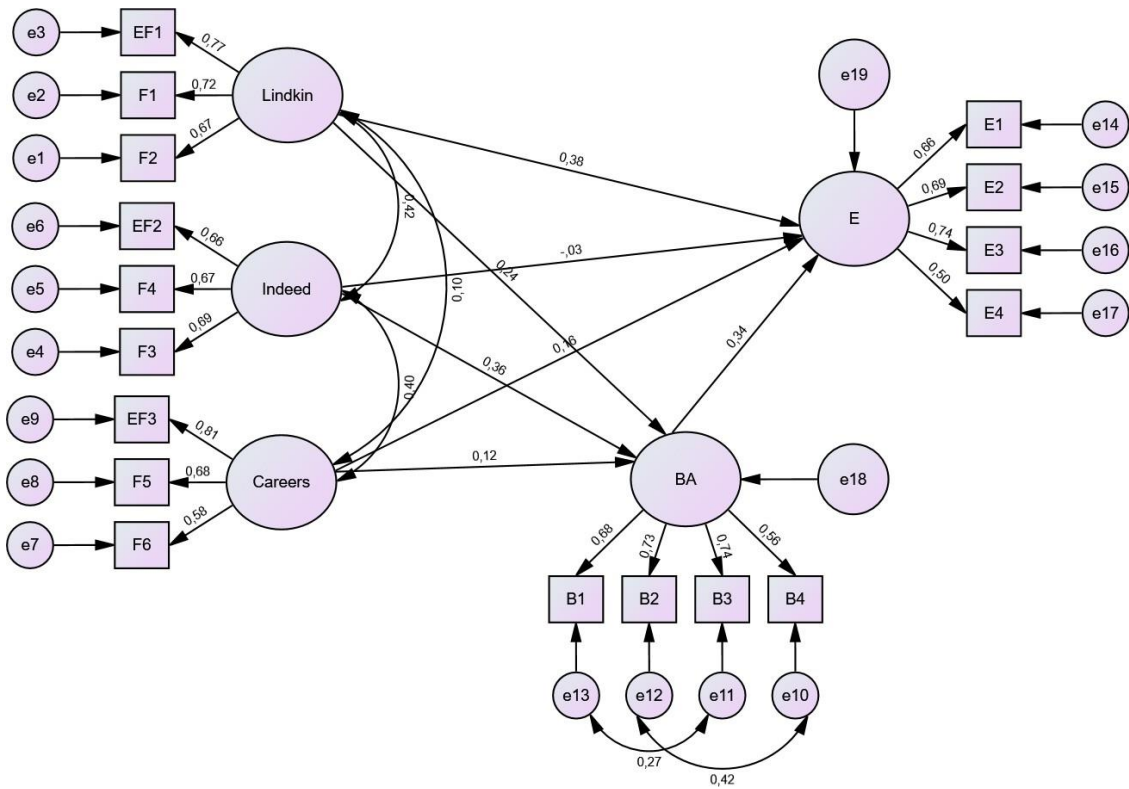 e3
EF1
0,77
e2
F1
0,72
Lindkin
e1
F2
0,67
e6
EF2
0,66
e5
F4
0,67
Indeed
e4
F3
0,69
e9
EF3
0,81
e8
F5
0,68
Careers
e7
F6
0,58
0,42
0,10
0,40
0,38
-,03
0,24
0,16
0,36
0,12
0,34
e19
E
0,66
E1
e14
0,69
E2
e15
0,74
E3
e16
0,50
E4
e17
BA
e18
0,68
0,73
0,74
0,56
B1
B2
B3
B4
e13
e12
e11
e10
0,27
0,42